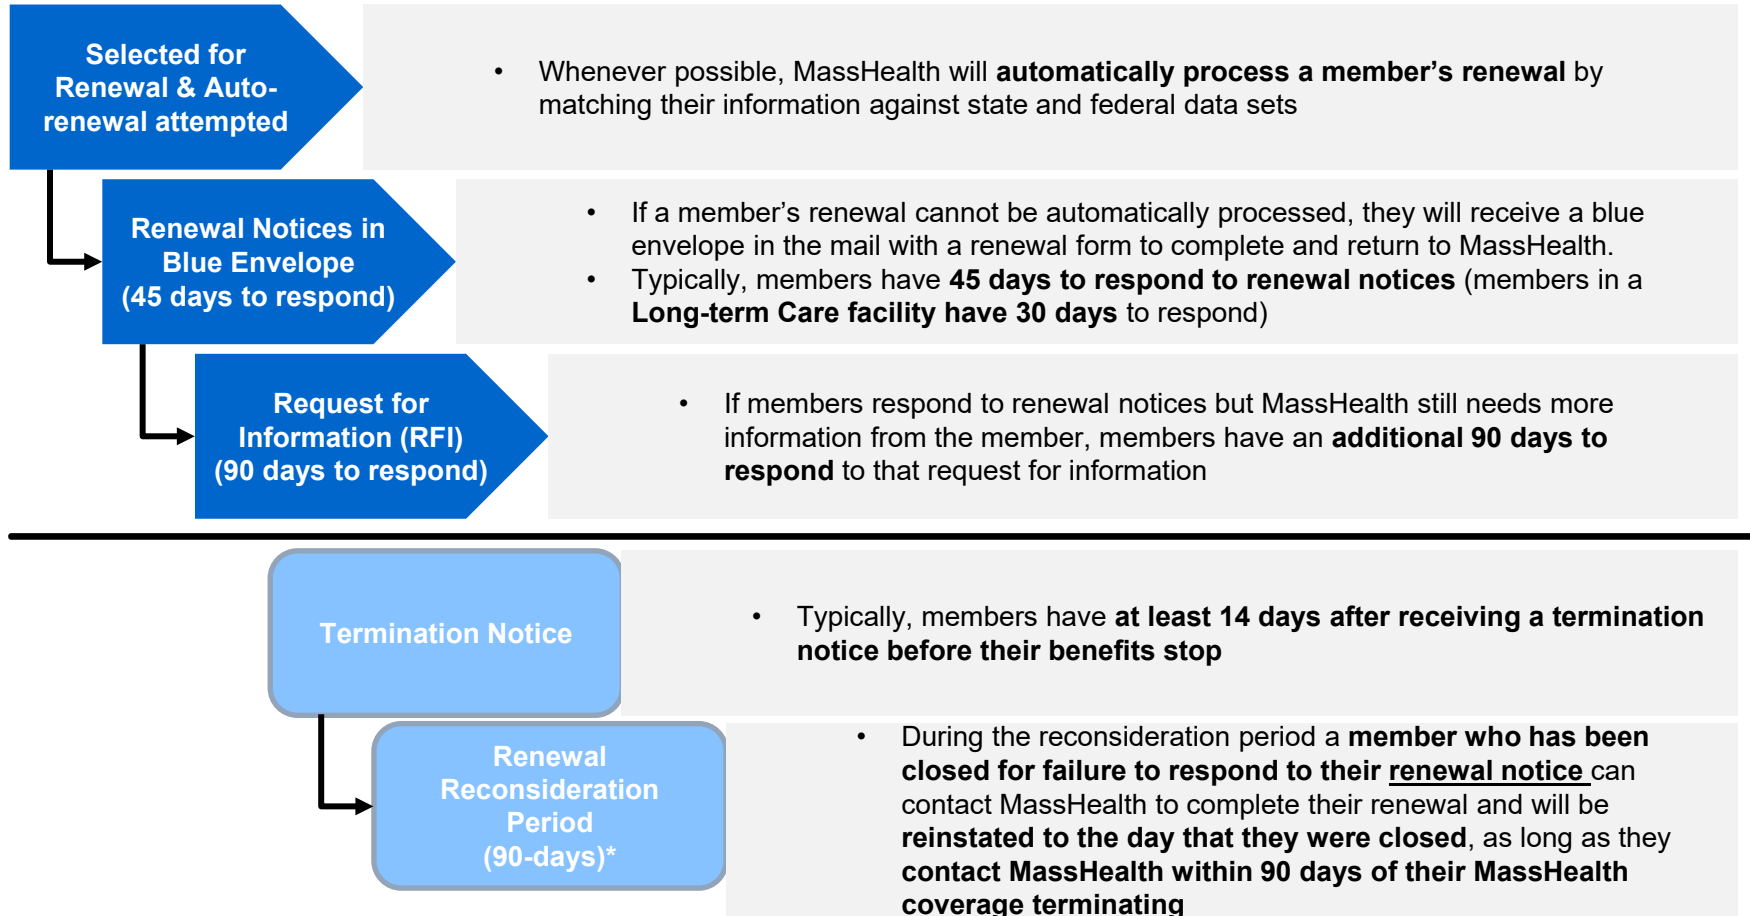 Selected for
Renewal & Auto-
renewal attempted
• Whenever possible, MassHealth will automatically process a member’s renewal by
matching their information against state and federal data sets
Renewal Notices in
Blue Envelope
(45 days to respond)
• If a member’s renewal cannot be automatically processed, they will receive a blue
envelope in the mail with a renewal form to complete and return to MassHealth.
• Typically, members have 45 days to respond to renewal notices (members in a
Long-term Care facility have 30 days to respond)
Request for
Information (RFI)
(90 days to respond)
• If members respond to renewal notices but MassHealth still needs more
information from the member, members have an additional 90 days to
respond to that request for information
Termination Notice
• Typically, members have at least 14 days after receiving a termination
notice before their benefits stop
Renewal
Reconsideration
Period
(90-days)*
• During the reconsideration period a member who has been
closed for failure to respond to their renewal notice can
contact MassHealth to complete their renewal and will be
reinstated to the day that they were closed, as long as they
contact MassHealth within 90 days of their MassHealth
coverage terminating